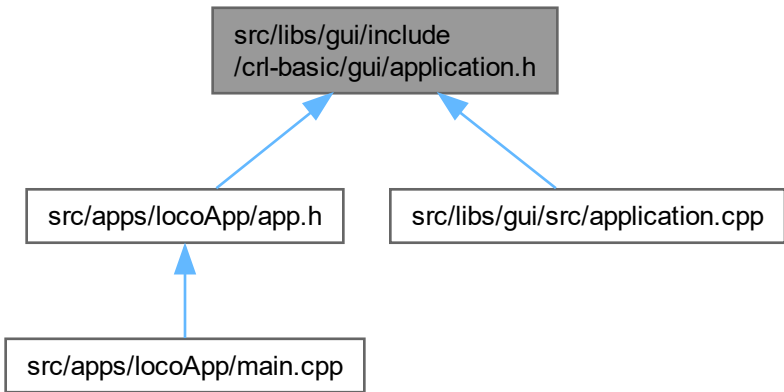 src/libs/gui/include
/crl-basic/gui/application.h
src/apps/locoApp/app.h
src/libs/gui/src/application.cpp
src/apps/locoApp/main.cpp